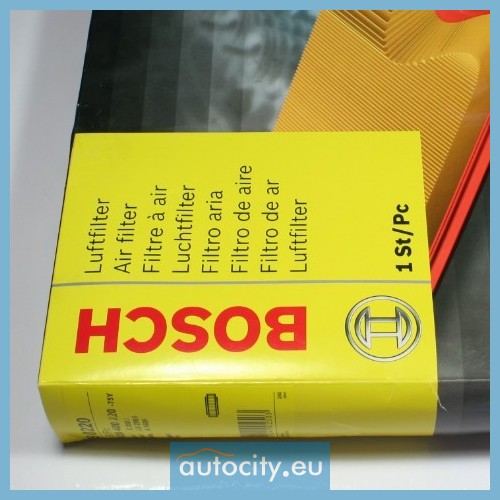 Luftfilter
Air filter
Filtre à air
Luchtfilter
Filtro aria
Filtro de aire
Filtro de ar
Luftfilter
1 St/Pc
BOSCH
autocity.eu